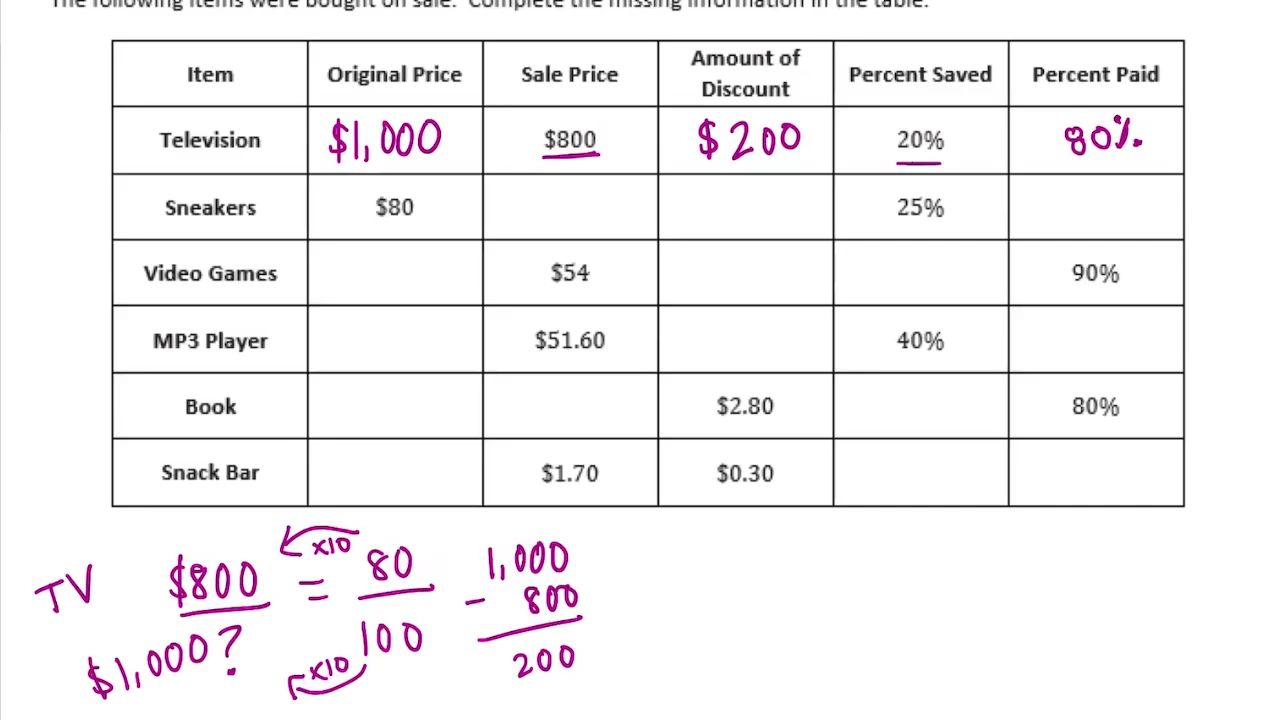 The following items were bought on sale. Complete the missing information in the table.
Item Original Price Sale Price Amount of Discount Percent Saved Percent Paid
Television $1,000 $800 $200 20% 80%
Sneakers $80 25%
Video Games $54 90%
MP3 Player $51.60 40%
Book $2.80 80%
Snack Bar $1.70 $0.30
TV $800 = 80 1,000
x10
- 800
$1,000? 100
x10
200